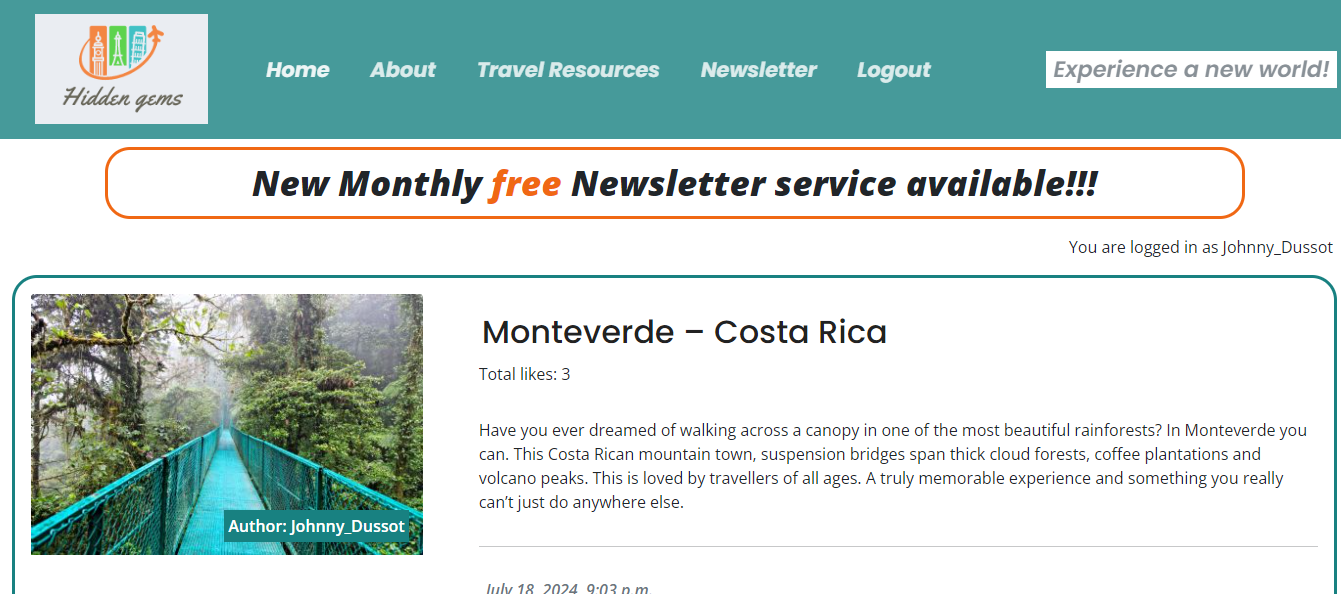 Hidden gems
Home About Travel Resources Newsletter Logout
Experience a new world!
New Monthly free Newsletter service available!!!
You are logged in as Johnny_Dussot
Author: Johnny_Dussot
Monteverde – Costa Rica
Total likes: 3
Have you ever dreamed of walking across a canopy in one of the most beautiful rainforests? In Monteverde you
can. This Costa Rican mountain town, suspension bridges span thick cloud forests, coffee plantations and
volcano peaks. This is loved by travellers of all ages. A truly memorable experience and something you really
can’t just do anywhere else.
July 18, 2024, 9:03 p.m.